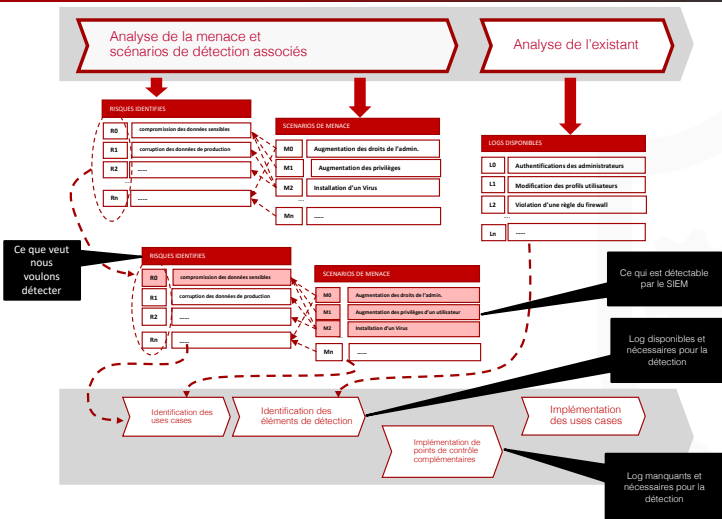 Analyse de la menace et
scénarios de détection associés
Analyse de l'existant
RISQUES IDENTIFIES
R0 compromission des données sensibles
R1 corruption des données de production
R2 ......
...
Rn ......
SCENARIOS DE MENACE
M0 Augmentation des droits de l'admin.
M1 Augmentation des privilèges
M2 Installation d'un Virus
....
Mn ......
LOGS DISPONIBLES
L0 Authentifications des administrateurs
L1 Modification des profils utilisateurs
L2 Violation d'une règle du firewall
...
Ln ......
Ce que veut
nous
voulons
détecter
RISQUES IDENTIFIES
R0 compromission des données sensibles
R1 corruption des données de production
R2 ......
Rn ......
SCENARIOS DE MENACE
M0 Augmentation des droits de l'admin.
M1 Augmentation des privilèges d'un utilisateur
M2 Installation d'un Virus
Mn ......
Ce qui est détectable
par le SIEM
Log disponibles et
nécessaires pour la
détection
Identification des
uses cases
Identification des
éléments de détection
Implémentation de
points de contrôle
complémentaires
Implémentation
des uses cases
Log manquants et
nécessaires pour la
détection